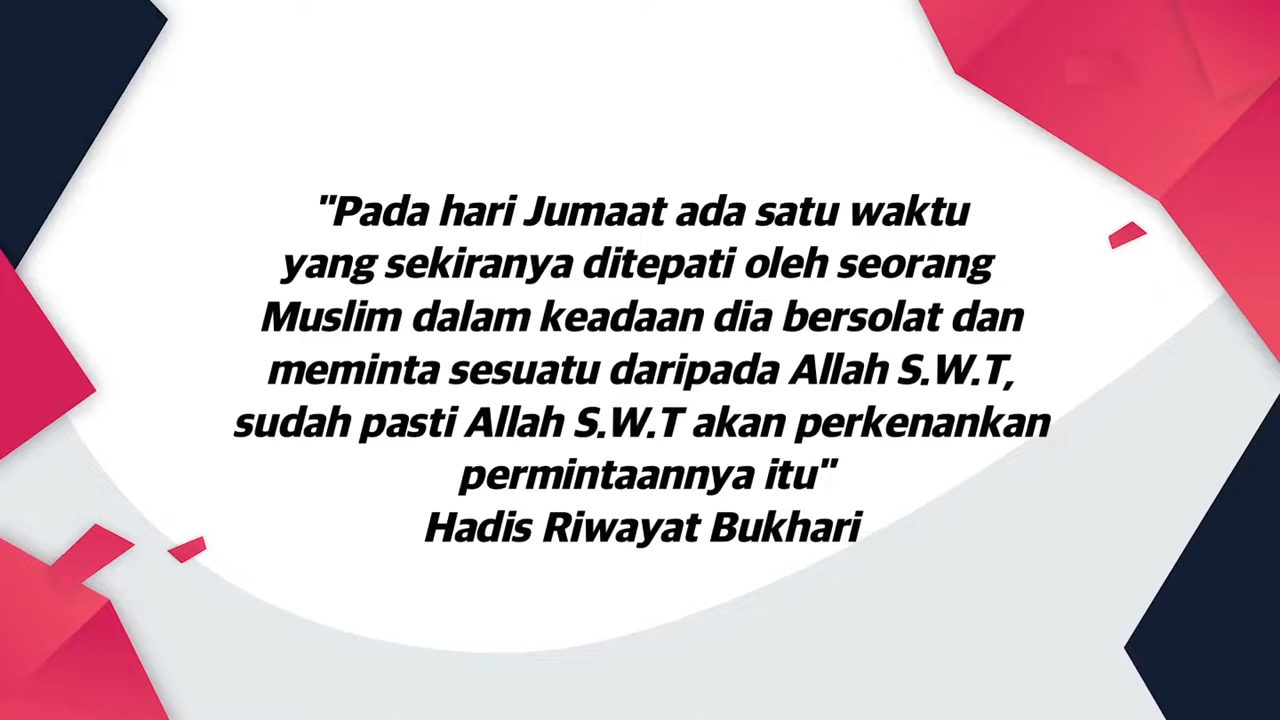 "Pada hari Jumaat ada satu waktu
yang sekiranya ditepati oleh seorang
Muslim dalam keadaan dia bersolat dan
meminta sesuatu daripada Allah S.W.T,
sudah pasti Allah S.W.T akan perkenankan
permintaannya itu"
Hadis Riwayat Bukhari